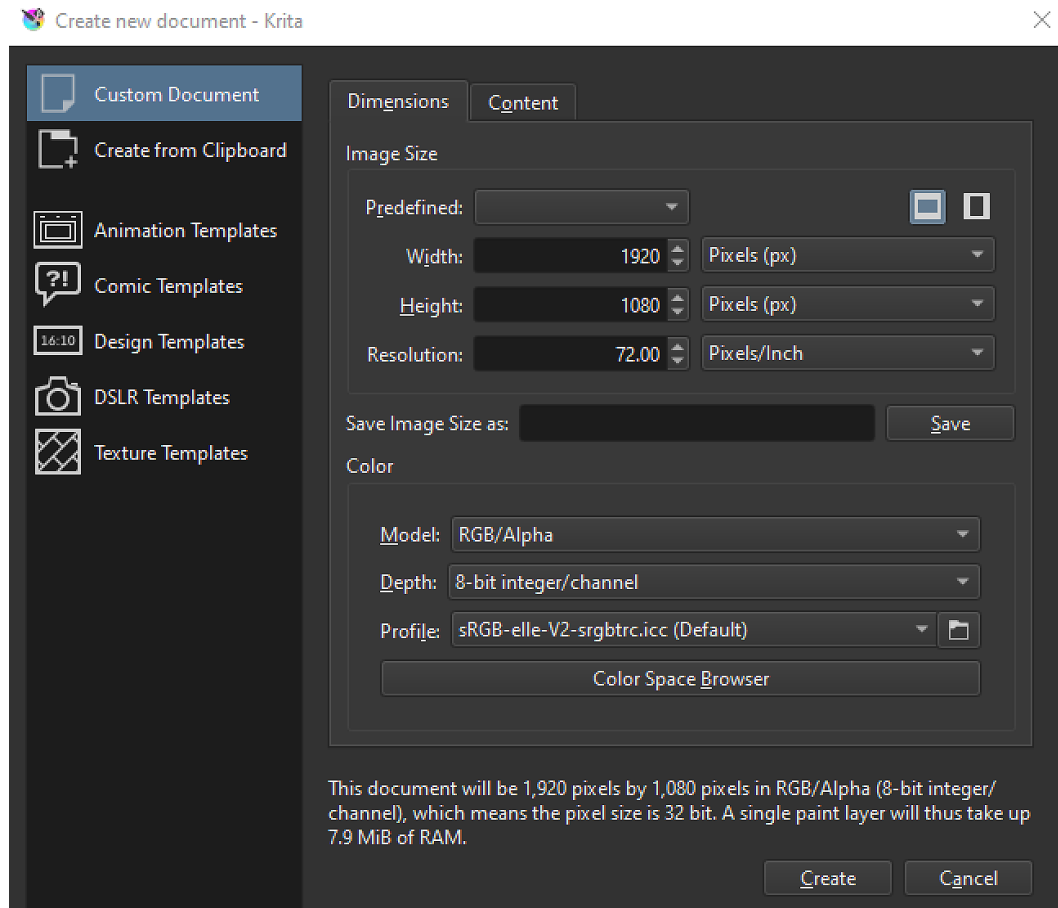 Create new document - Krita
Custom Document
Create from Clipboard
Animation Templates
?!
Comic Templates
16:10
Design Templates
DSLR Templates
Texture Templates
Dimensions
Content
Image Size
Predefined:
Width:
1920
Pixels (px)
Height:
1080
Pixels (px)
Resolution:
72.00
Pixels/Inch
Save Image Size as:
Save
Color
Model:
RGB/Alpha
Depth:
8-bit integer/channel
Profile:
sRGB-elle-V2-srgbtrc.icc (Default)
Color Space Browser
This document will be 1,920 pixels by 1,080 pixels in RGB/Alpha (8-bit integer/
channel), which means the pixel size is 32 bit. A single paint layer will thus take up
7.9 MiB of RAM.
Create
Cancel